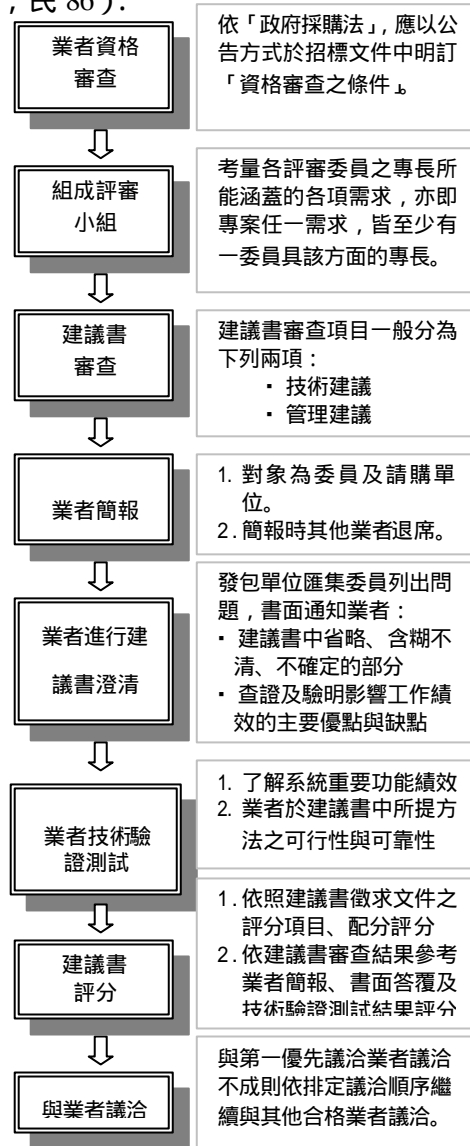 ，民 86）.
業者資格
審查
依「政府採購法」，應以公
告方式於招標文件中明訂
「資格審查之條件」。
組成評審
小組
考量各評審委員之專長所
能涵蓋的各項需求，亦即
專案任一需求，皆至少有
一委員具該方面的專長。
建議書
審查
建議書審查項目一般分為
下列兩項：
▪ 技術建議
▪ 管理建議
業者簡報
1. 對象為委員及請購單
位。
2. 簡報時其他業者退席。
業者進行建
議書澄清
發包單位匯集委員列出問
題，書面通知業者：
▪ 建議書中省略、含糊不
清、不確定的部分
▪ 查證及驗明影響工作績
效的主要優點與缺點
業者技術驗
證測試
1. 了解系統重要功能績效
2. 業者於建議書中所提方
法之可行性與可靠性
建議書
評分
1. 依照建議書徵求文件之
評分項目、配分評分
2. 依建議書審查結果參考
業者簡報、書面答覆及
技術驗證測試結果評分
與業者議洽
與第一優先議洽業者議洽
不成則依排定議洽順序繼
續與其他合格業者議洽。